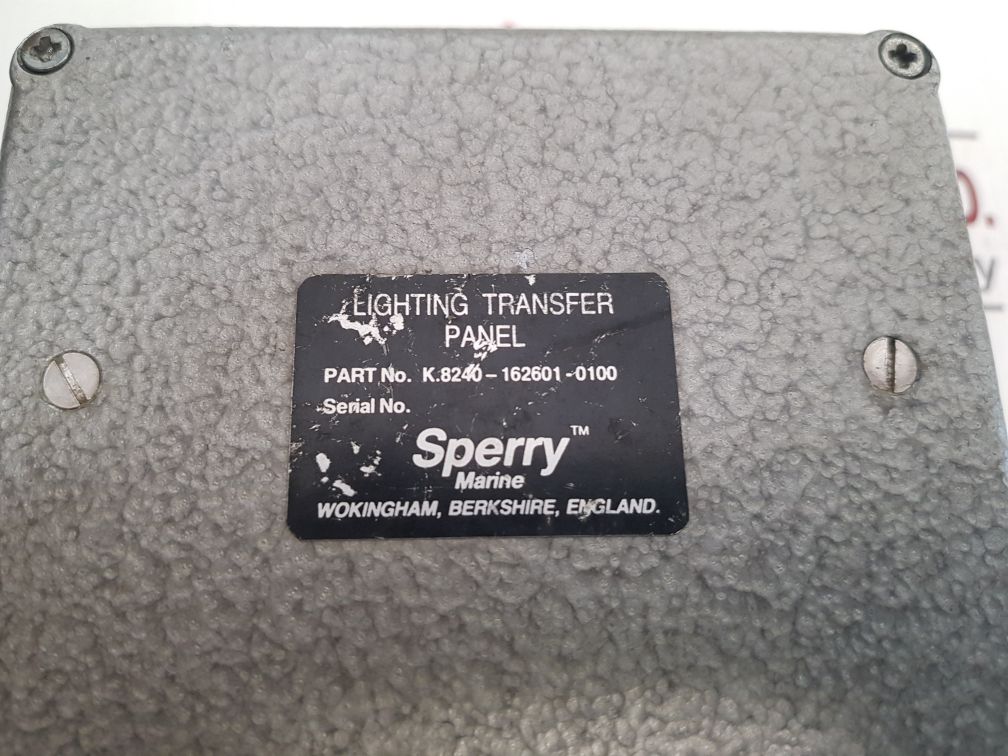 LIGHTING TRANSFER
PANEL
PART No. K.8240-162601-0100
Serial No.
Sperry™
Marine
WOKINGHAM, BERKSHIRE, ENGLAND.